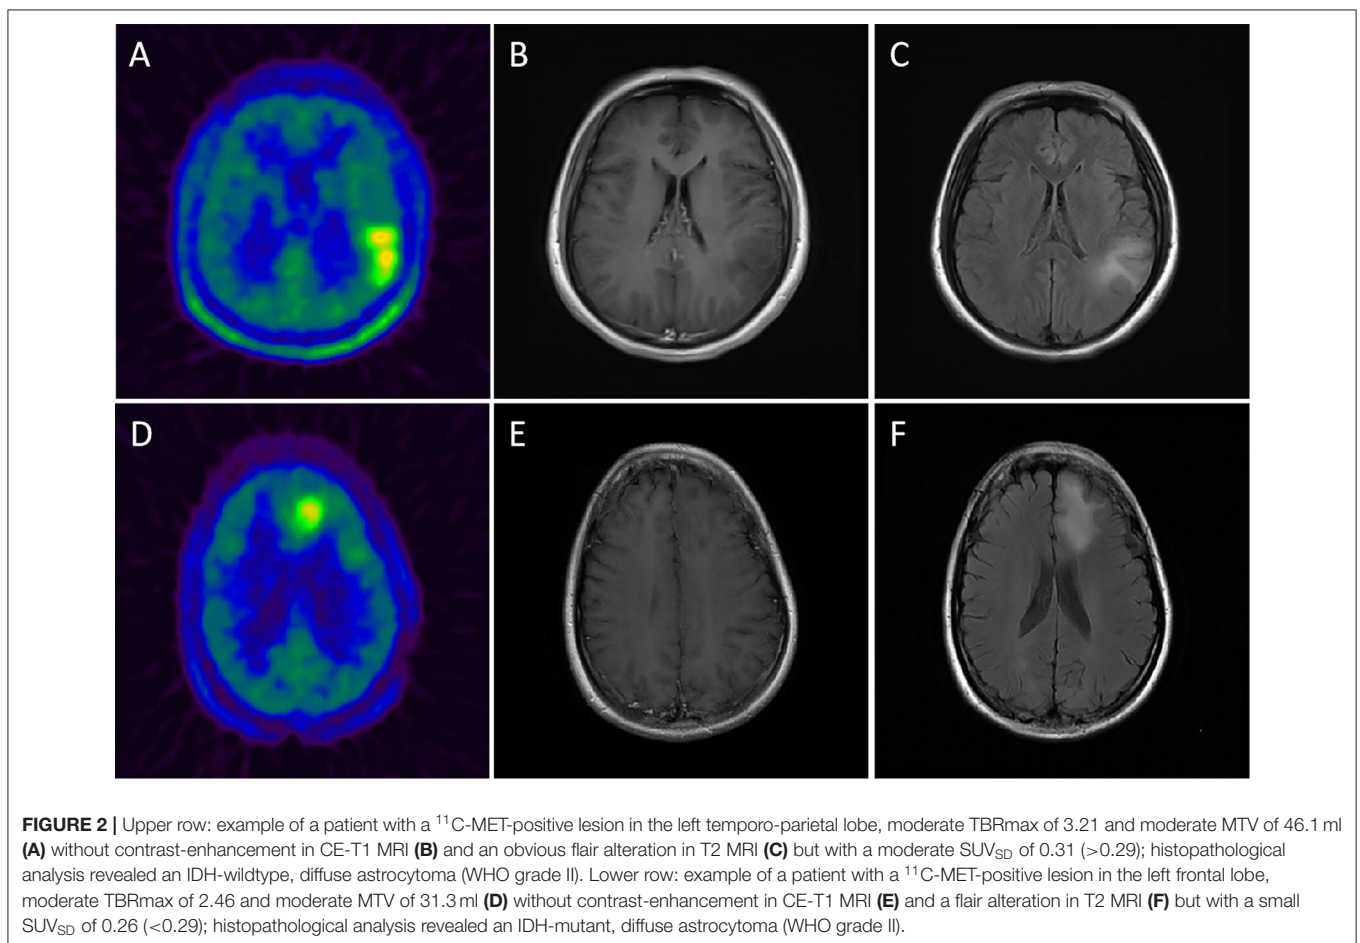 A
B
C
D
E
F
FIGURE 2 | Upper row: example of a patient with a ¹¹C-MET-positive lesion in the left temporo-parietal lobe, moderate TBRmax of 3.21 and moderate MTV of 46.1 ml
(A) without contrast-enhancement in CE-T1 MRI (B) and an obvious flair alteration in T2 MRI (C) but with a moderate SUVSD of 0.31 (>0.29); histopathological
analysis revealed an IDH-wildtype, diffuse astrocytoma (WHO grade II). Lower row: example of a patient with a ¹¹C-MET-positive lesion in the left frontal lobe,
moderate TBRmax of 2.46 and moderate MTV of 31.3 ml (D) without contrast-enhancement in CE-T1 MRI (E) and a flair alteration in T2 MRI (F) but with a small
SUVSD of 0.26 (<0.29); histopathological analysis revealed an IDH-mutant, diffuse astrocytoma (WHO grade II).